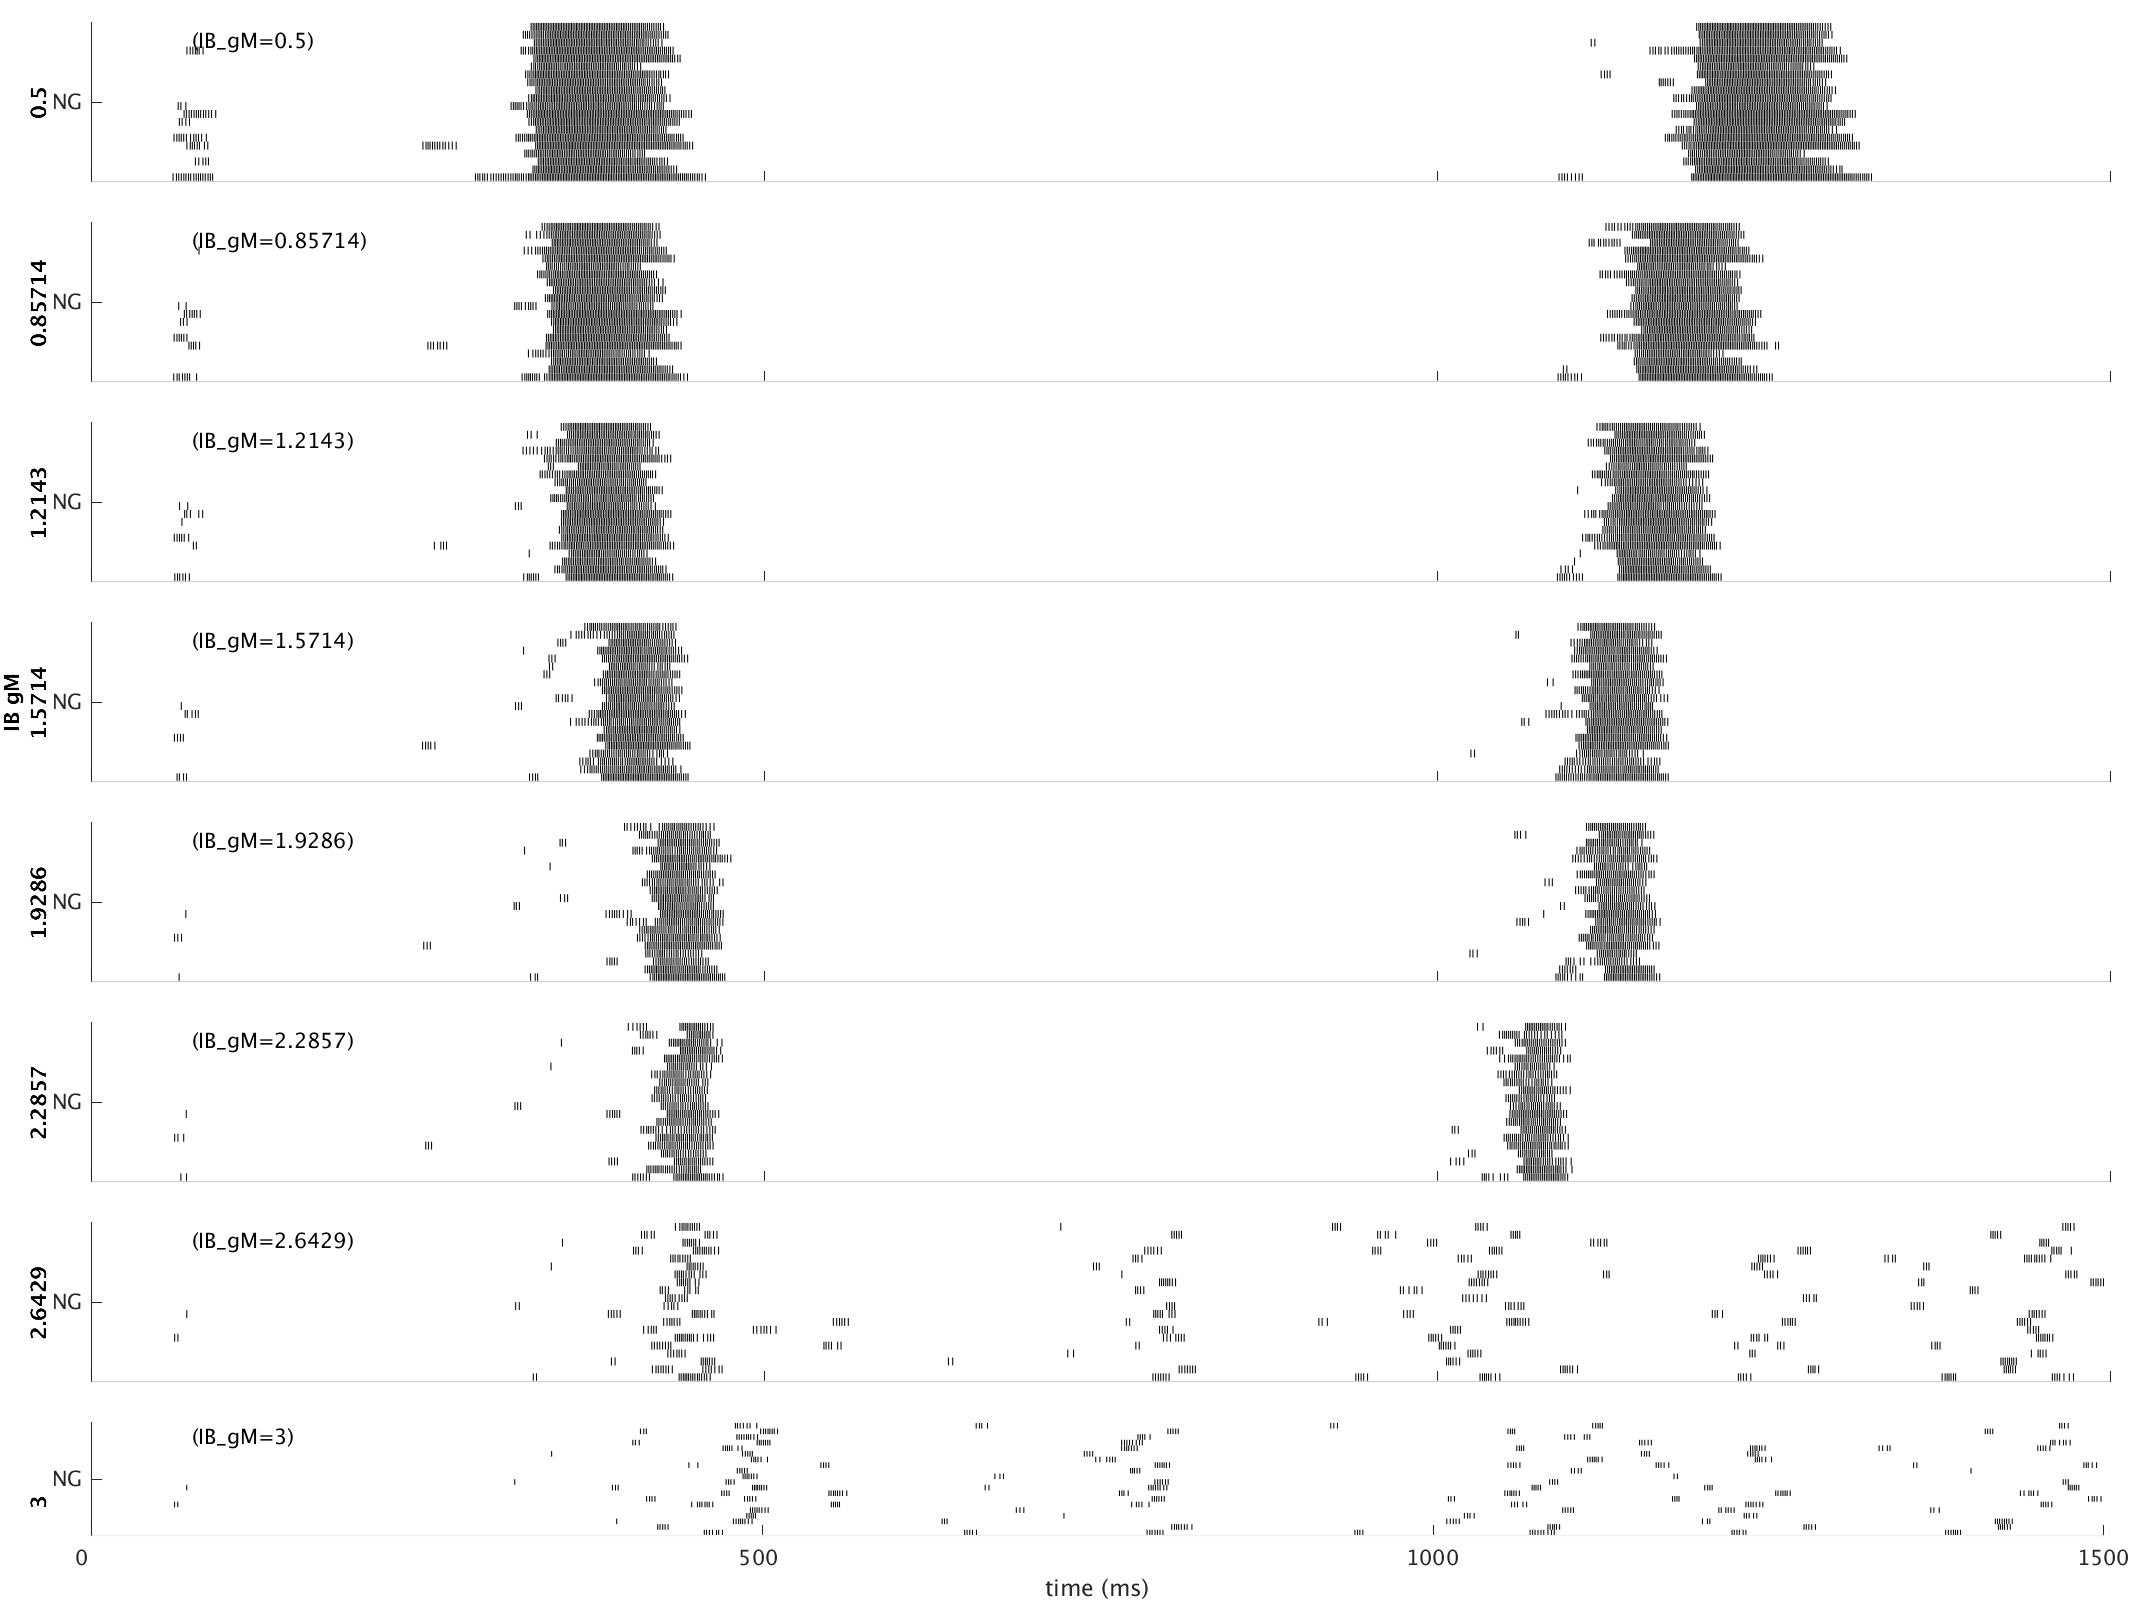 (IB_gM=0.5)
0.5
NG
(IB_gM=0.85714)
0.85714
NG
(IB_gM=1.2143)
1.2143
NG
IB gM
(IB_gM=1.5714)
1.5714
NG
(IB_gM=1.9286)
1.9286
NG
(IB_gM=2.2857)
2.2857
NG
(IB_gM=2.6429)
2.6429
NG
(IB_gM=3)
3
NG
0 500 1000 1500
time (ms)